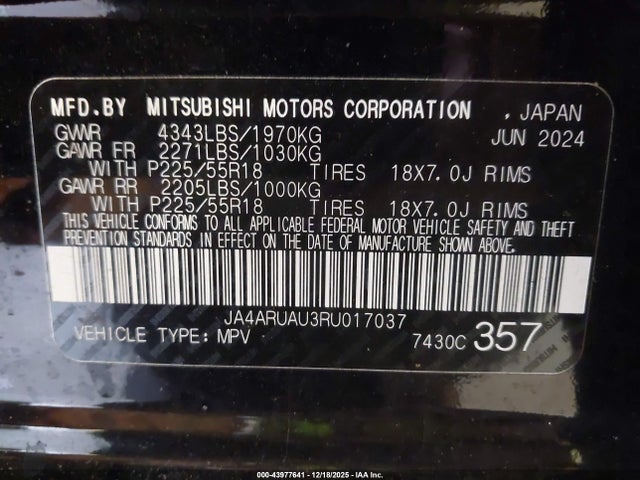 MFD.BY MITSUBISHI MOTORS CORPORATION , JAPAN
GVWR 4343LBS/1970KG JUN 2024
GAWR FR 2271LBS/1030KG
WITH P225/55R18 TIRES 18X7.0J RIMS
GAWR RR 2205LBS/1000KG
WITH P225/55R18 TIRES 18X7.0J RIMS
THIS VEHICLE CONFORMS TO ALL APPLICABLE FEDERAL MOTOR VEHICLE SAFETY AND THEFT
PREVENTION STANDARDS IN EFFECT ON THE DATE OF MANUFACTURE SHOWN ABOVE.
JA4ARUAU3RU017037
VEHICLE TYPE: MPV 7430C 357
000-43977641 - 12/18/2025 - IAA Inc.